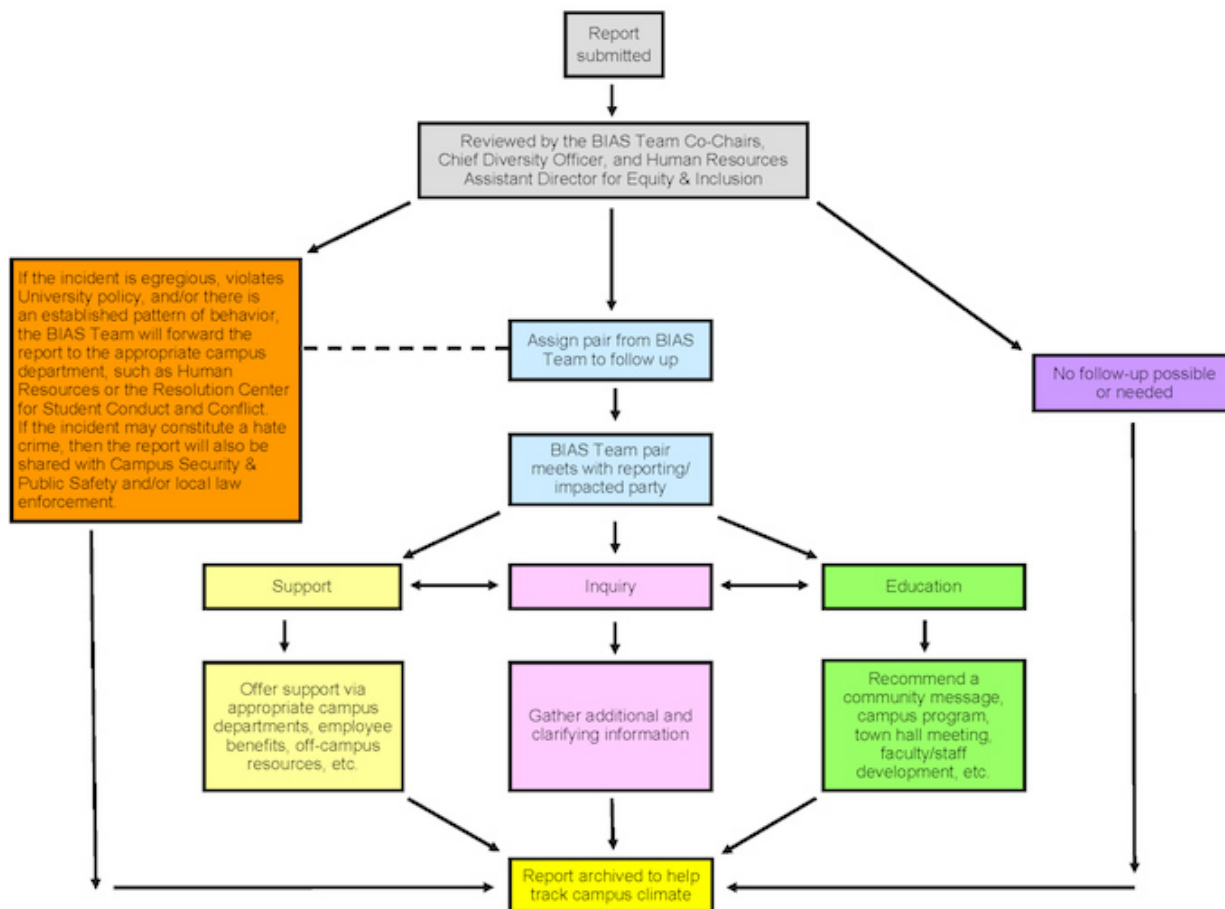 Report
submitted
Reviewed by the BIAS Team Co-Chairs,
Chief Diversity Officer, and Human Resources
Assistant Director for Equity & Inclusion
If the incident is egregious, violates
University policy, and/or there is
an established pattern of behavior,
the BIAS Team will forward the
report to the appropriate campus
department, such as Human
Resources or the Resolution Center
for Student Conduct and Conflict.
If the incident may constitute a hate
crime, then the report will also be
shared with Campus Security &
Public Safety and/or local law
enforcement.
Assign pair from BIAS
Team to follow up
No follow-up possible
or needed
BIAS Team pair
meets with reporting/
impacted party
Support
Inquiry
Education
Offer support via
appropriate campus
departments, employee
benefits, off-campus
resources, etc.
Gather additional and
clarifying information
Recommend a
community message,
campus program,
town hall meeting,
faculty/staff
development, etc.
Report archived to help
track campus climate